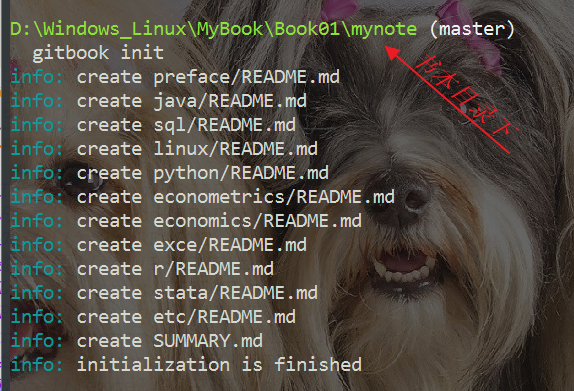 D:\Windows_Linux\MyBook\Book01\mynote (master)
gitbook init
书本目录下
info: create preface/README.md
info: create java/README.md
info: create sql/README.md
info: create linux/README.md
info: create python/README.md
info: create econometrics/README.md
info: create economics/README.md
info: create exce/README.md
info: create r/README.md
info: create stata/README.md
info: create etc/README.md
info: create SUMMARY.md
info: initialization is finished